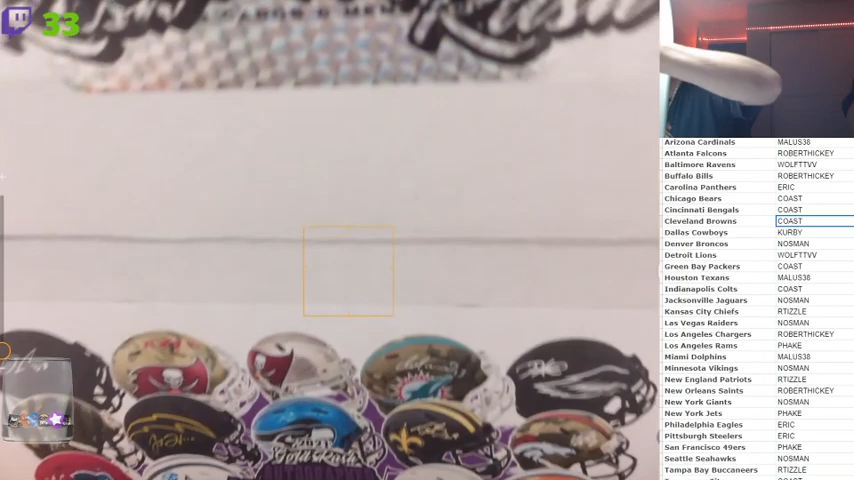 33
Arizona Cardinals MALUS38
Atlanta Falcons ROBERTHICKEY
Baltimore Ravens WOLFTTVV
Buffalo Bills ROBERTHICKEY
Carolina Panthers ERIC
Chicago Bears COAST
Cincinnati Bengals COAST
Cleveland Browns COAST
Dallas Cowboys KURBY
Denver Broncos NOSMAN
Detroit Lions WOLFTTVV
Green Bay Packers COAST
Houston Texans MALUS38
Indianapolis Colts COAST
Jacksonville Jaguars NOSMAN
Kansas City Chiefs RTIZZLE
Las Vegas Raiders NOSMAN
Los Angeles Chargers ROBERTHICKEY
Los Angeles Rams PHAKE
Miami Dolphins MALUS38
Minnesota Vikings NOSMAN
New England Patriots RTIZZLE
New Orleans Saints ROBERTHICKEY
New York Giants NOSMAN
New York Jets PHAKE
Philadelphia Eagles ERIC
Pittsburgh Steelers ERIC
San Francisco 49ers PHAKE
Seattle Seahawks NOSMAN
Tampa Bay Buccaneers RTIZZLE
2021
Gold Rush